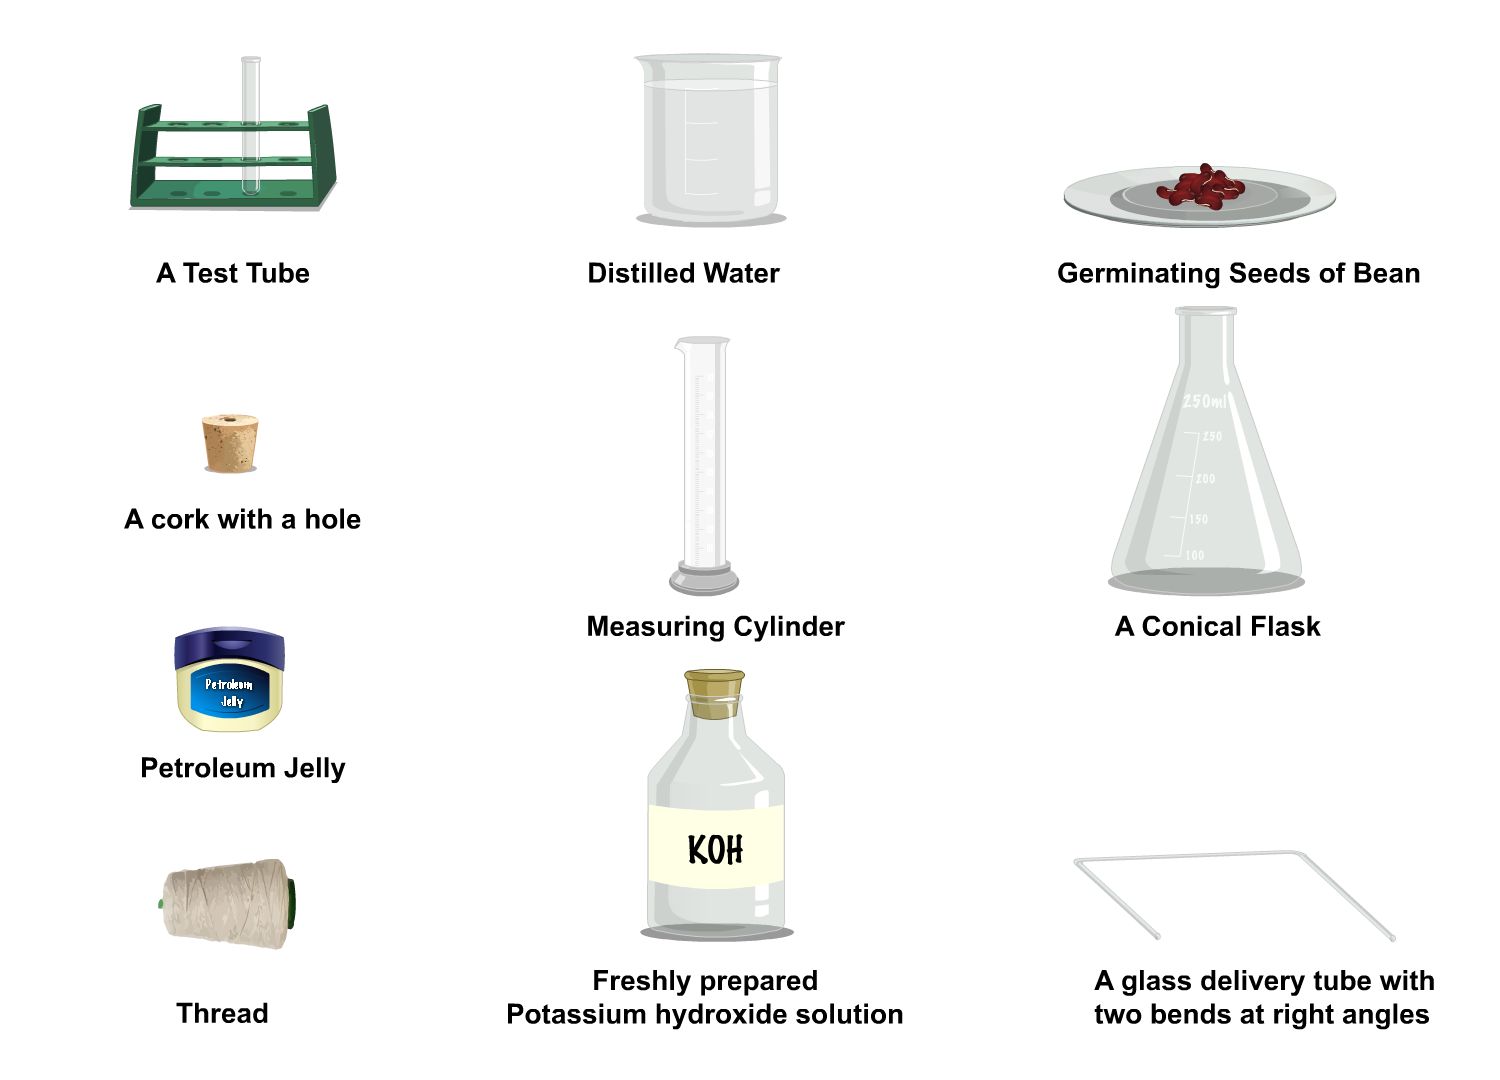 A Test Tube
Distilled Water
Germinating Seeds of Bean
A cork with a hole
Measuring Cylinder
250ml
250
200
150
100
A Conical Flask
Petroleum
Jelly
Petroleum Jelly
KOH
Thread
Freshly prepared
Potassium hydroxide solution
A glass delivery tube with
two bends at right angles